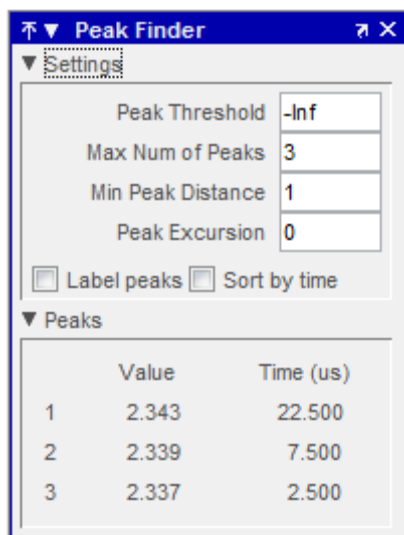 Peak Finder
Settings
Peak Threshold -Inf
Max Num of Peaks 3
Min Peak Distance 1
Peak Excursion 0
Label peaks Sort by time
Peaks
Value Time (us)
1 2.343 22.500
2 2.339 7.500
3 2.337 2.500